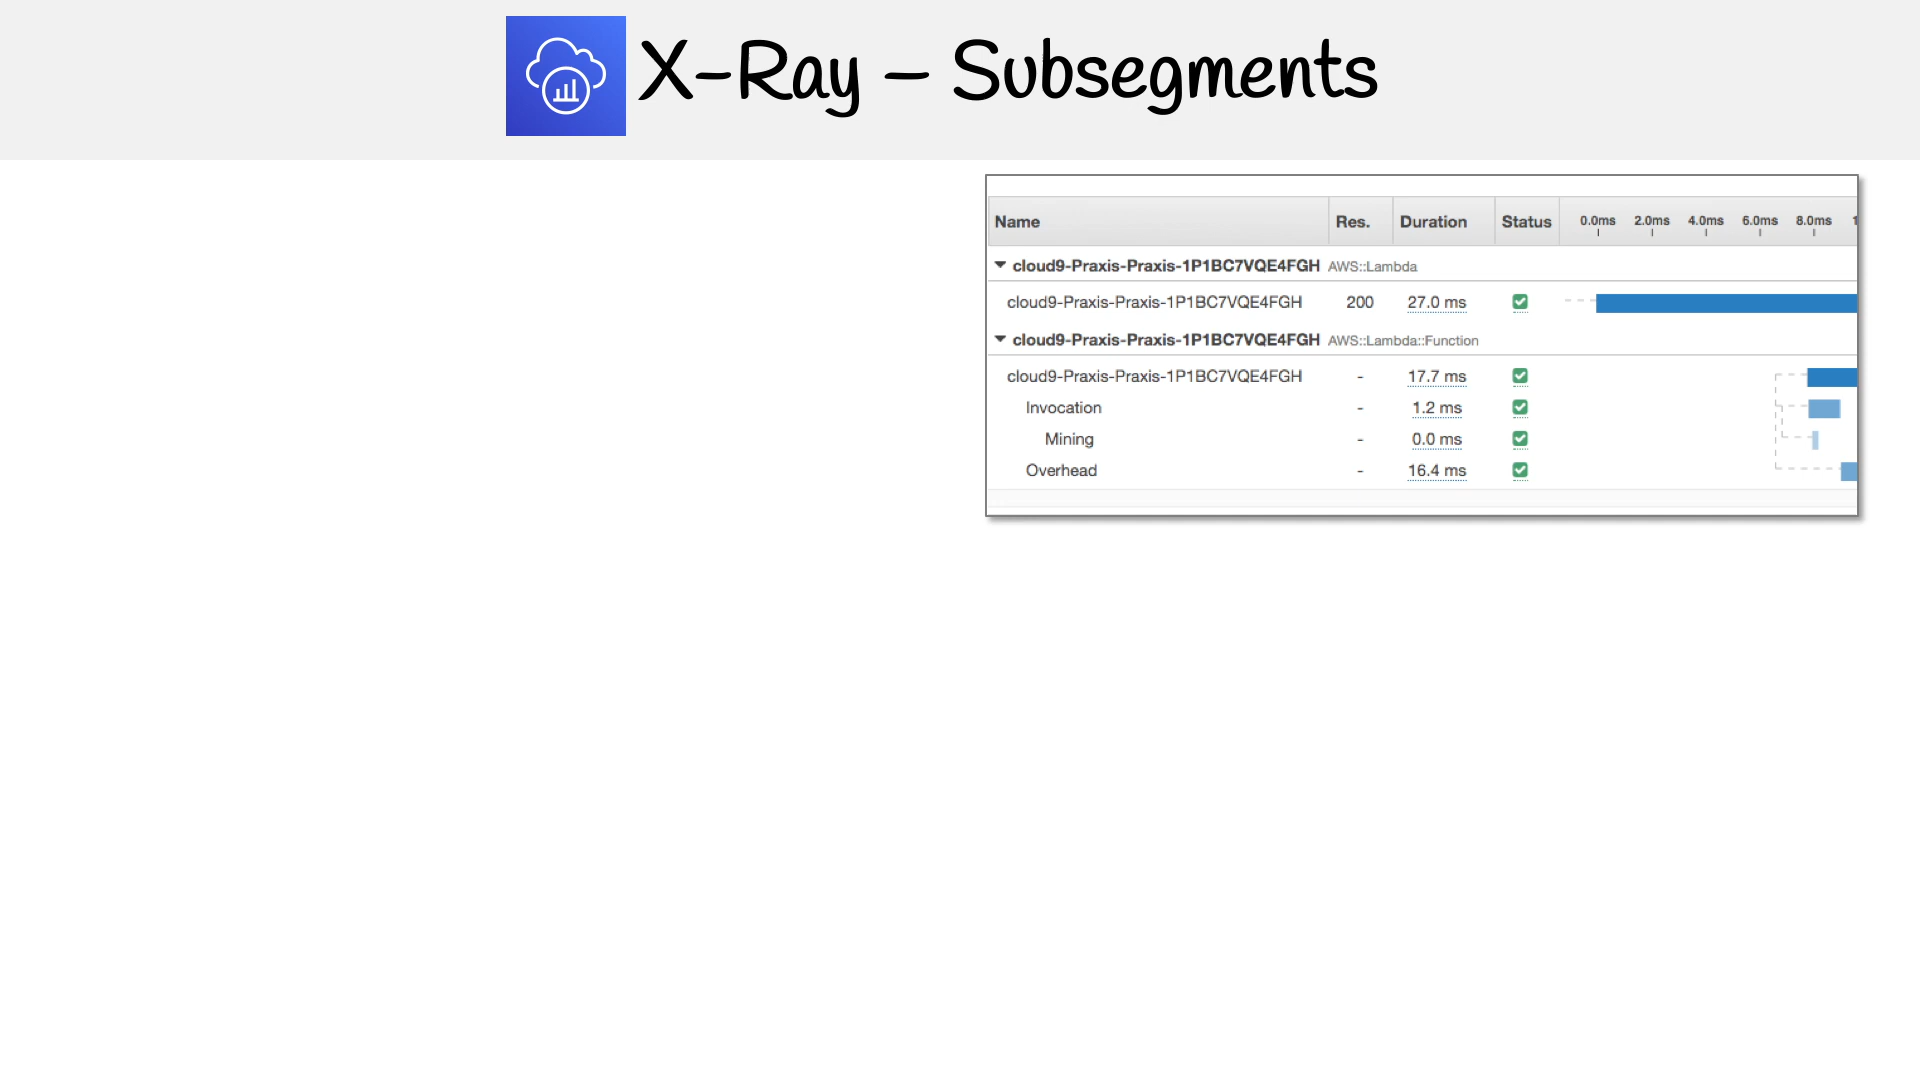 X-Ray – Subsegments
Name Res. Duration Status 0.0ms 2.0ms 4.0ms 6.0ms 8.0ms 1
cloud9-Praxis-Praxis-1P1BC7VQE4FGH AWS::Lambda
cloud9-Praxis-Praxis-1P1BC7VQE4FGH 200 27.0 ms
cloud9-Praxis-Praxis-1P1BC7VQE4FGH AWS::Lambda::Function
cloud9-Praxis-Praxis-1P1BC7VQE4FGH - 17.7 ms
Invocation - 1.2 ms
Mining - 0.0 ms
Overhead - 16.4 ms